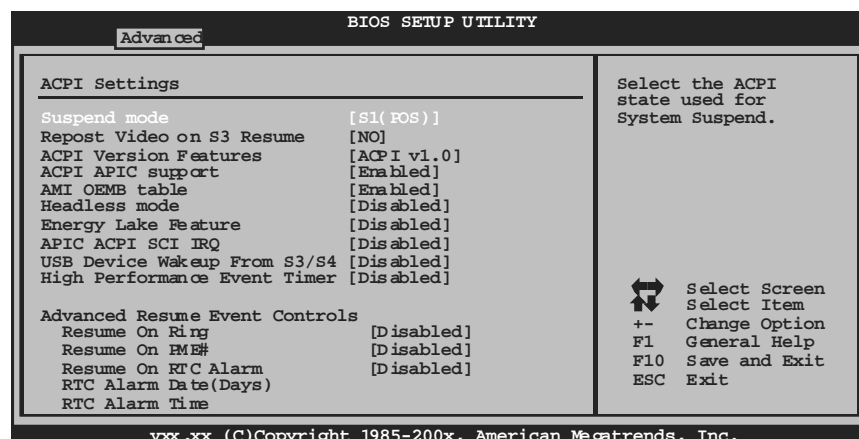 BIOS SETUP UTILITY
Advanced
ACPI Settings
Suspend mode [S1(POS)]
Repost Video on S3 Resume [NO]
ACPI Version Features [ACPI v1.0]
ACPI APIC support [Enabled]
AMI OEMB table [Enabled]
Headless mode [Disabled]
Energy Lake Feature [Disabled]
APIC ACPI SCI IRQ [Disabled]
USB Device Wakeup From S3/S4 [Disabled]
High Performance Event Timer [Disabled]
Advanced Resume Event Controls
Resume On Ring [Disabled]
Resume On PME# [Disabled]
Resume On RTC Alarm [Disabled]
RTC Alarm Date(Days)
RTC Alarm Time
Select the ACPI
state used for
System Suspend.
Select Screen
Select Item
+- Change Option
F1 General Help
F10 Save and Exit
ESC Exit
vxx.xx (C)Copyright 1985-200x, American Megatrends, Inc.